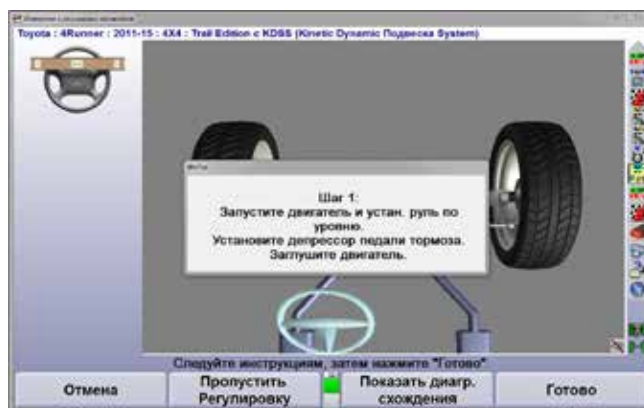 Toyota : 4Runner : 2011-15 : 4X4 : Trail Edition с KDSS (Kinetic Dynamic Подвеска System)
Шаг 1:
Запустите двигатель и устан. руль по
уровню.
Установите депрессор педали тормоза.
Заглушите двигатель.
Следуйте инструкциям, затем нажмите "Готово"
Отмена
Пропустить
Регулировку
Показать диагр.
схождения
Готово